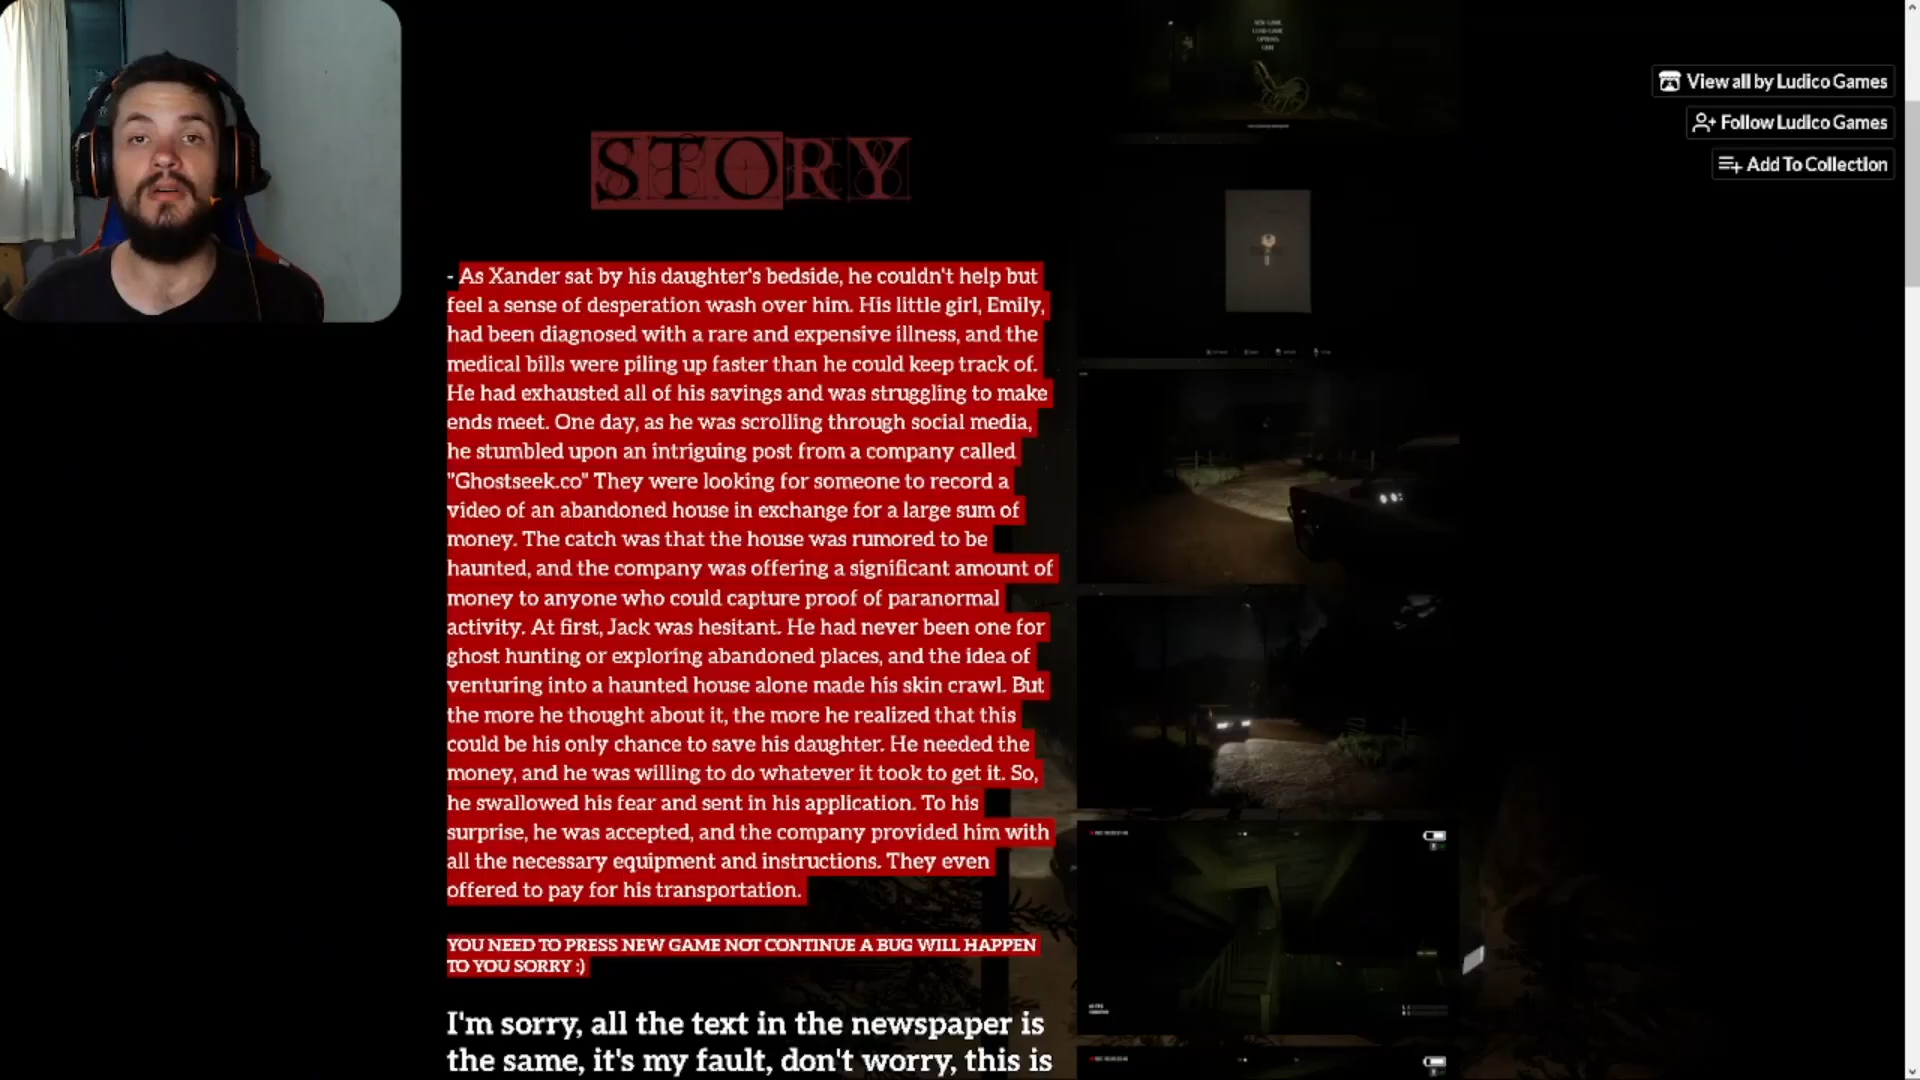 NEW GAME
LOAD GAME
OPTIONS
QUIT
View all by Ludico Games
Follow Ludico Games
Add To Collection
STORY
- As Xander sat by his daughter's bedside, he couldn't help but
feel a sense of desperation wash over him. His little girl, Emily,
had been diagnosed with a rare and expensive illness, and the
medical bills were piling up faster than he could keep track of.
He had exhausted all of his savings and was struggling to make
ends meet. One day, as he was scrolling through social media,
he stumbled upon an intriguing post from a company called
"Ghostseek.co" They were looking for someone to record a
video of an abandoned house in exchange for a large sum of
money. The catch was that the house was rumored to be
haunted, and the company was offering a significant amount of
money to anyone who could capture proof of paranormal
activity. At first, Jack was hesitant. He had never been one for
ghost hunting or exploring abandoned places, and the idea of
venturing into a haunted house alone made his skin crawl. But
the more he thought about it, the more he realized that this
could be his only chance to save his daughter. He needed the
money, and he was willing to do whatever it took to get it. So,
he swallowed his fear and sent in his application. To his
surprise, he was accepted, and the company provided him with
all the necessary equipment and instructions. They even
offered to pay for his transportation.
YOU NEED TO PRESS NEW GAME NOT CONTINUE A BUG WILL HAPPEN
TO YOU SORRY :)
I'm sorry, all the text in the newspaper is
the same, it's my fault, don't worry, this is